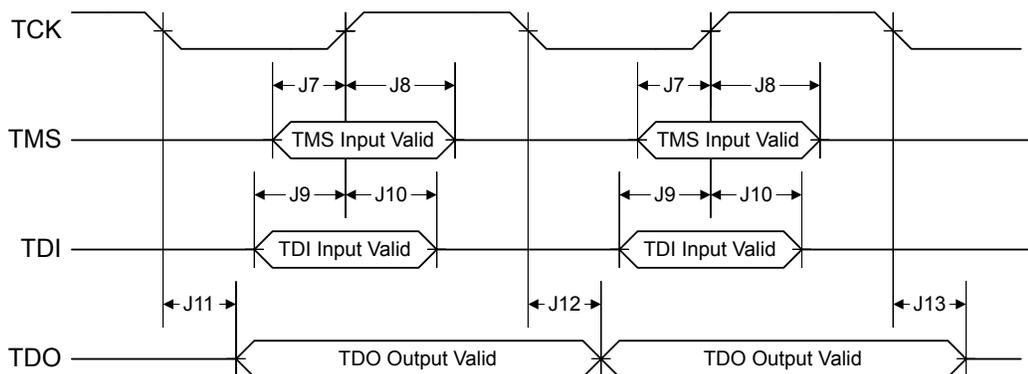 TCK
J7 J8 J7 J8
TMS TMS Input Valid TMS Input Valid
J9 J10 J9 J10
TDI TDI Input Valid TDI Input Valid
J11 J12 J13
TDO TDO Output Valid TDO Output Valid